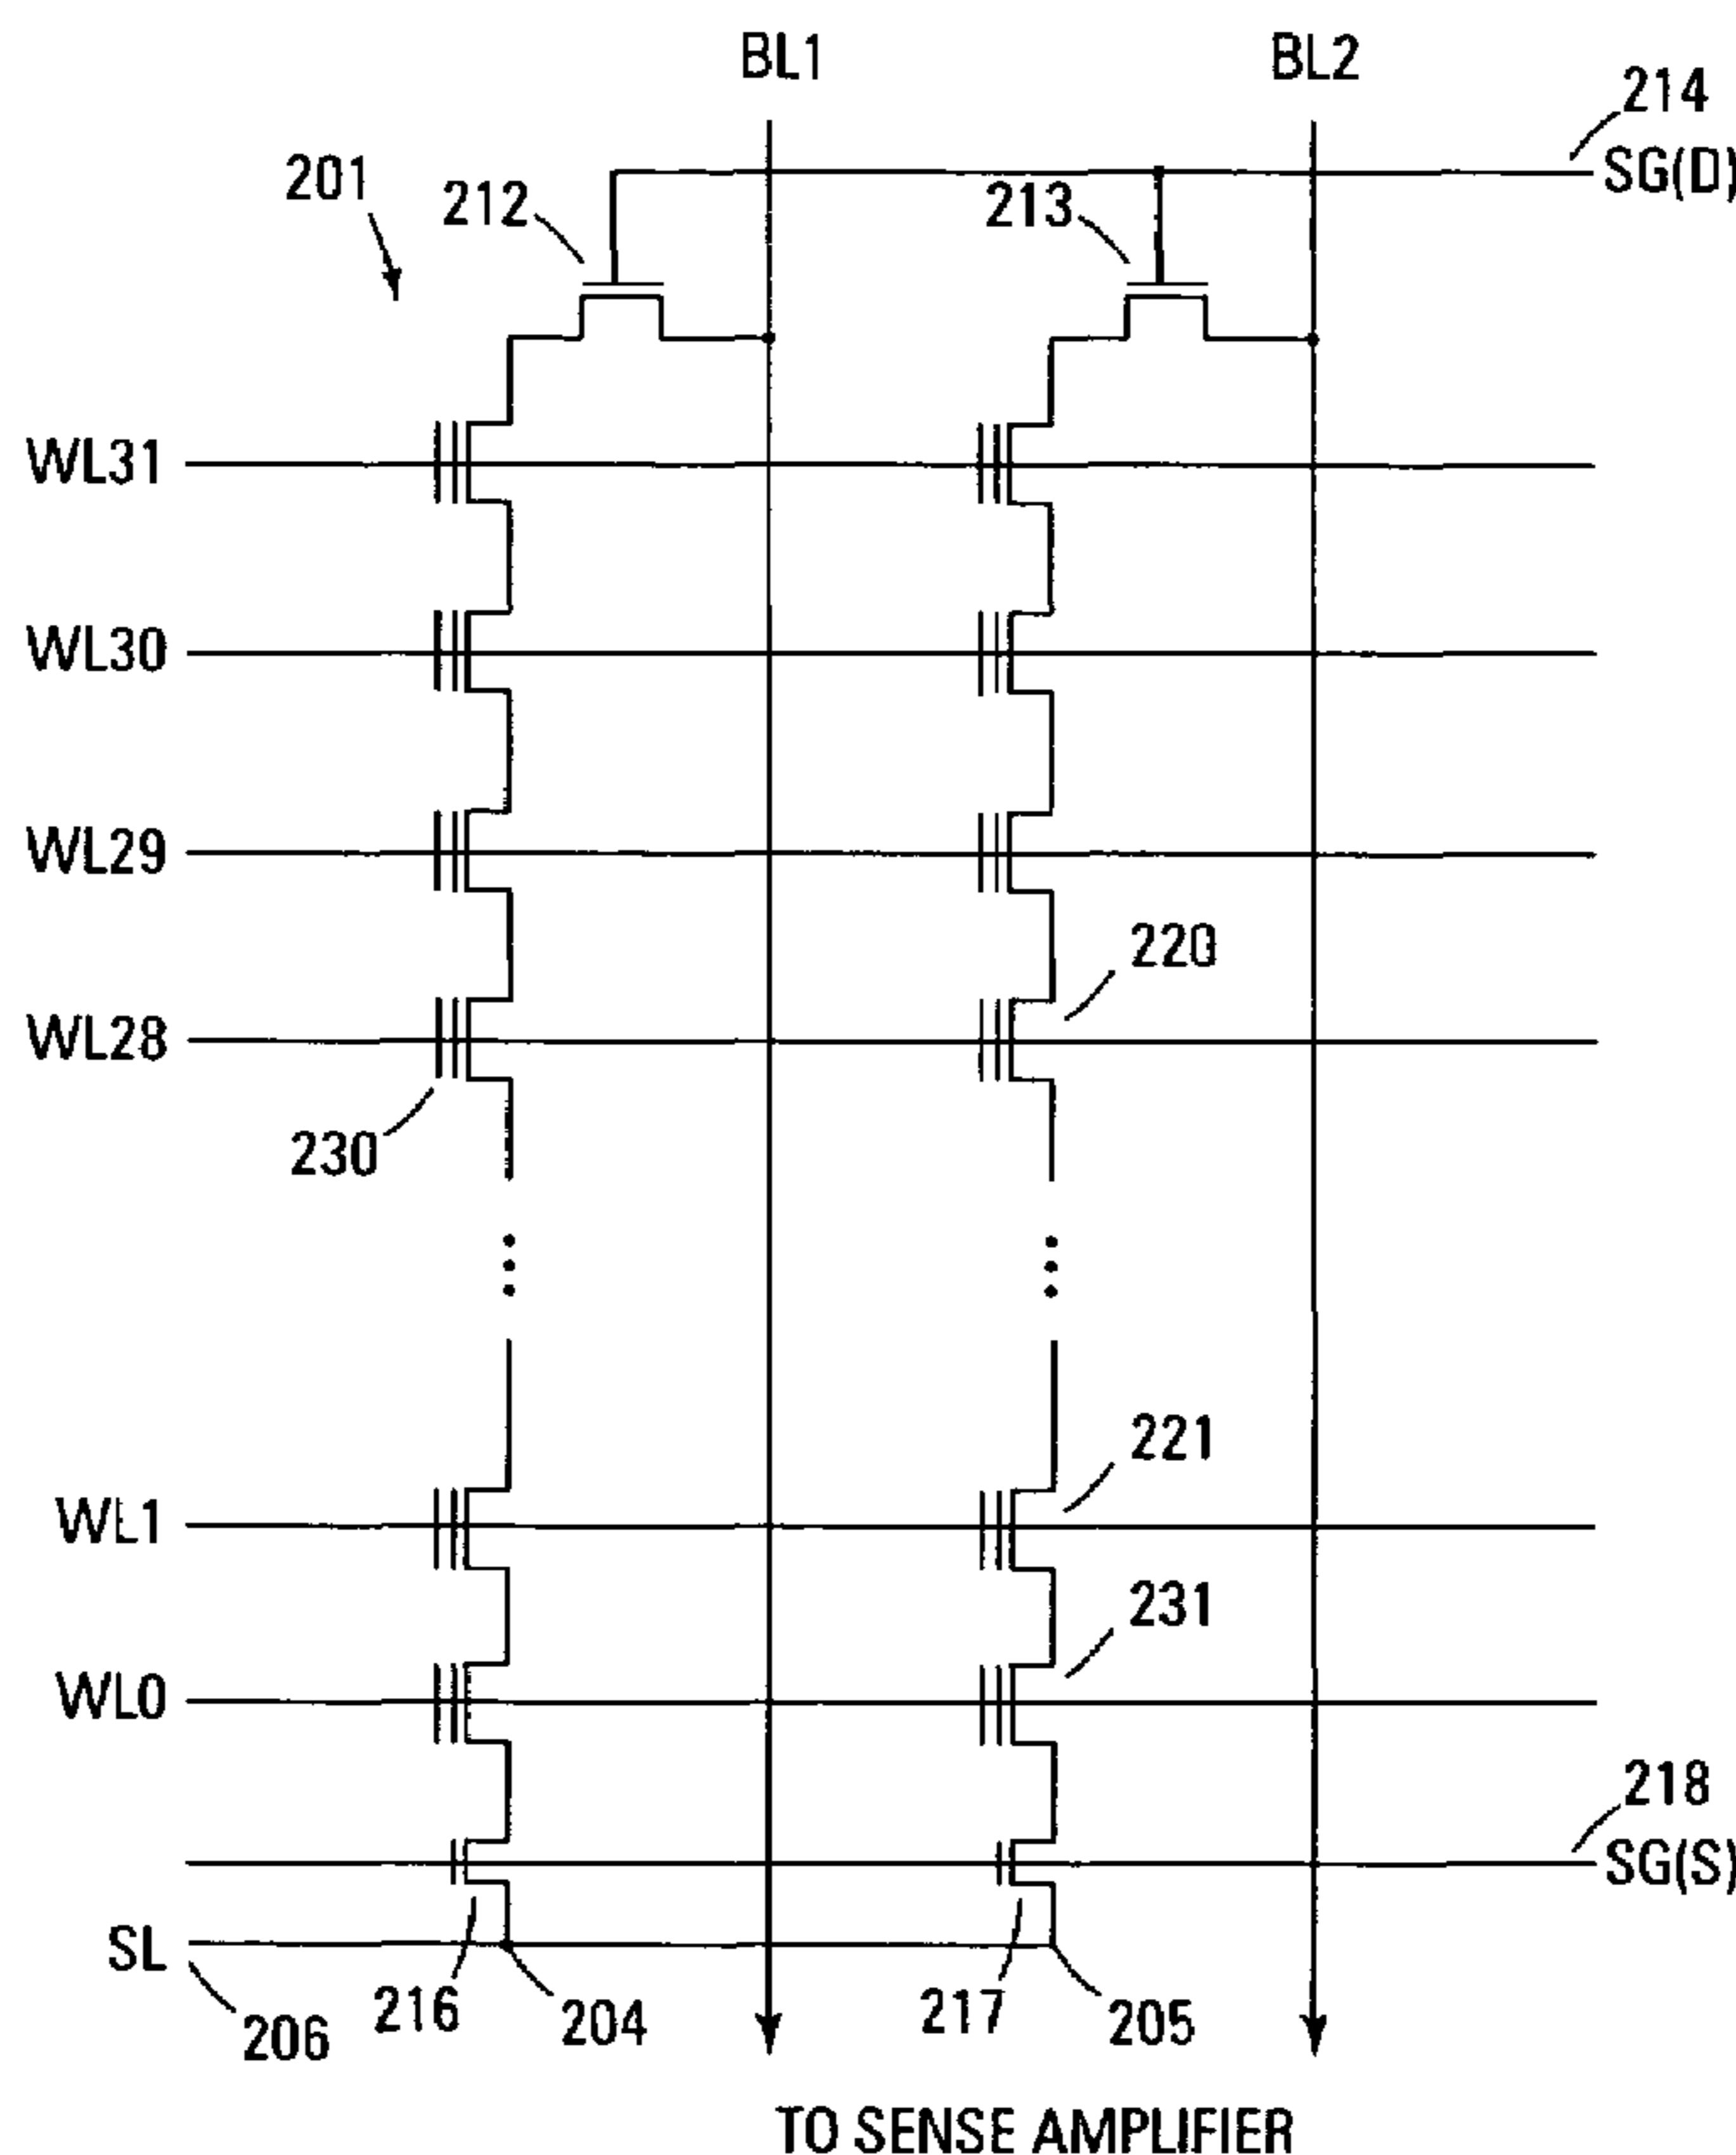 BL1 BL2
214
201 212 213 SG(D)
WL31
WL30
WL29
220
WL28
230
221
WL1
231
WL0
218
SG(S)
SL
216 204 217 205
206
TO SENSE AMPLIFIER